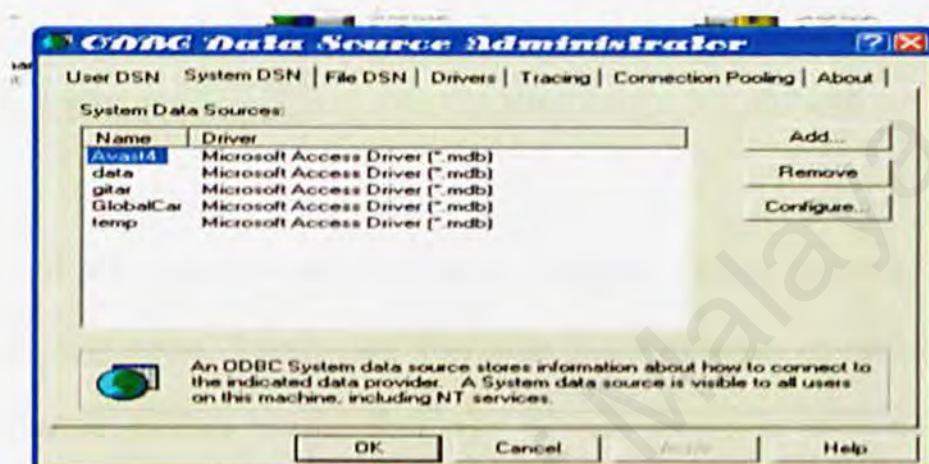 ODBC Data Source Administrator
User DSN System DSN File DSN Drivers Tracing Connection Pooling About
System Data Sources:
Name Driver
Avast4 Microsoft Access Driver (*.mdb)
data Microsoft Access Driver (*.mdb)
gitar Microsoft Access Driver (*.mdb)
GlobalCar Microsoft Access Driver (*.mdb)
temp Microsoft Access Driver (*.mdb)
Add...
Remove
Configure...
An ODBC System data source stores information about how to connect to
the indicated data provider. A System data source is visible to all users
on this machine, including NT services.
OK Cancel Apply Help
Malaya